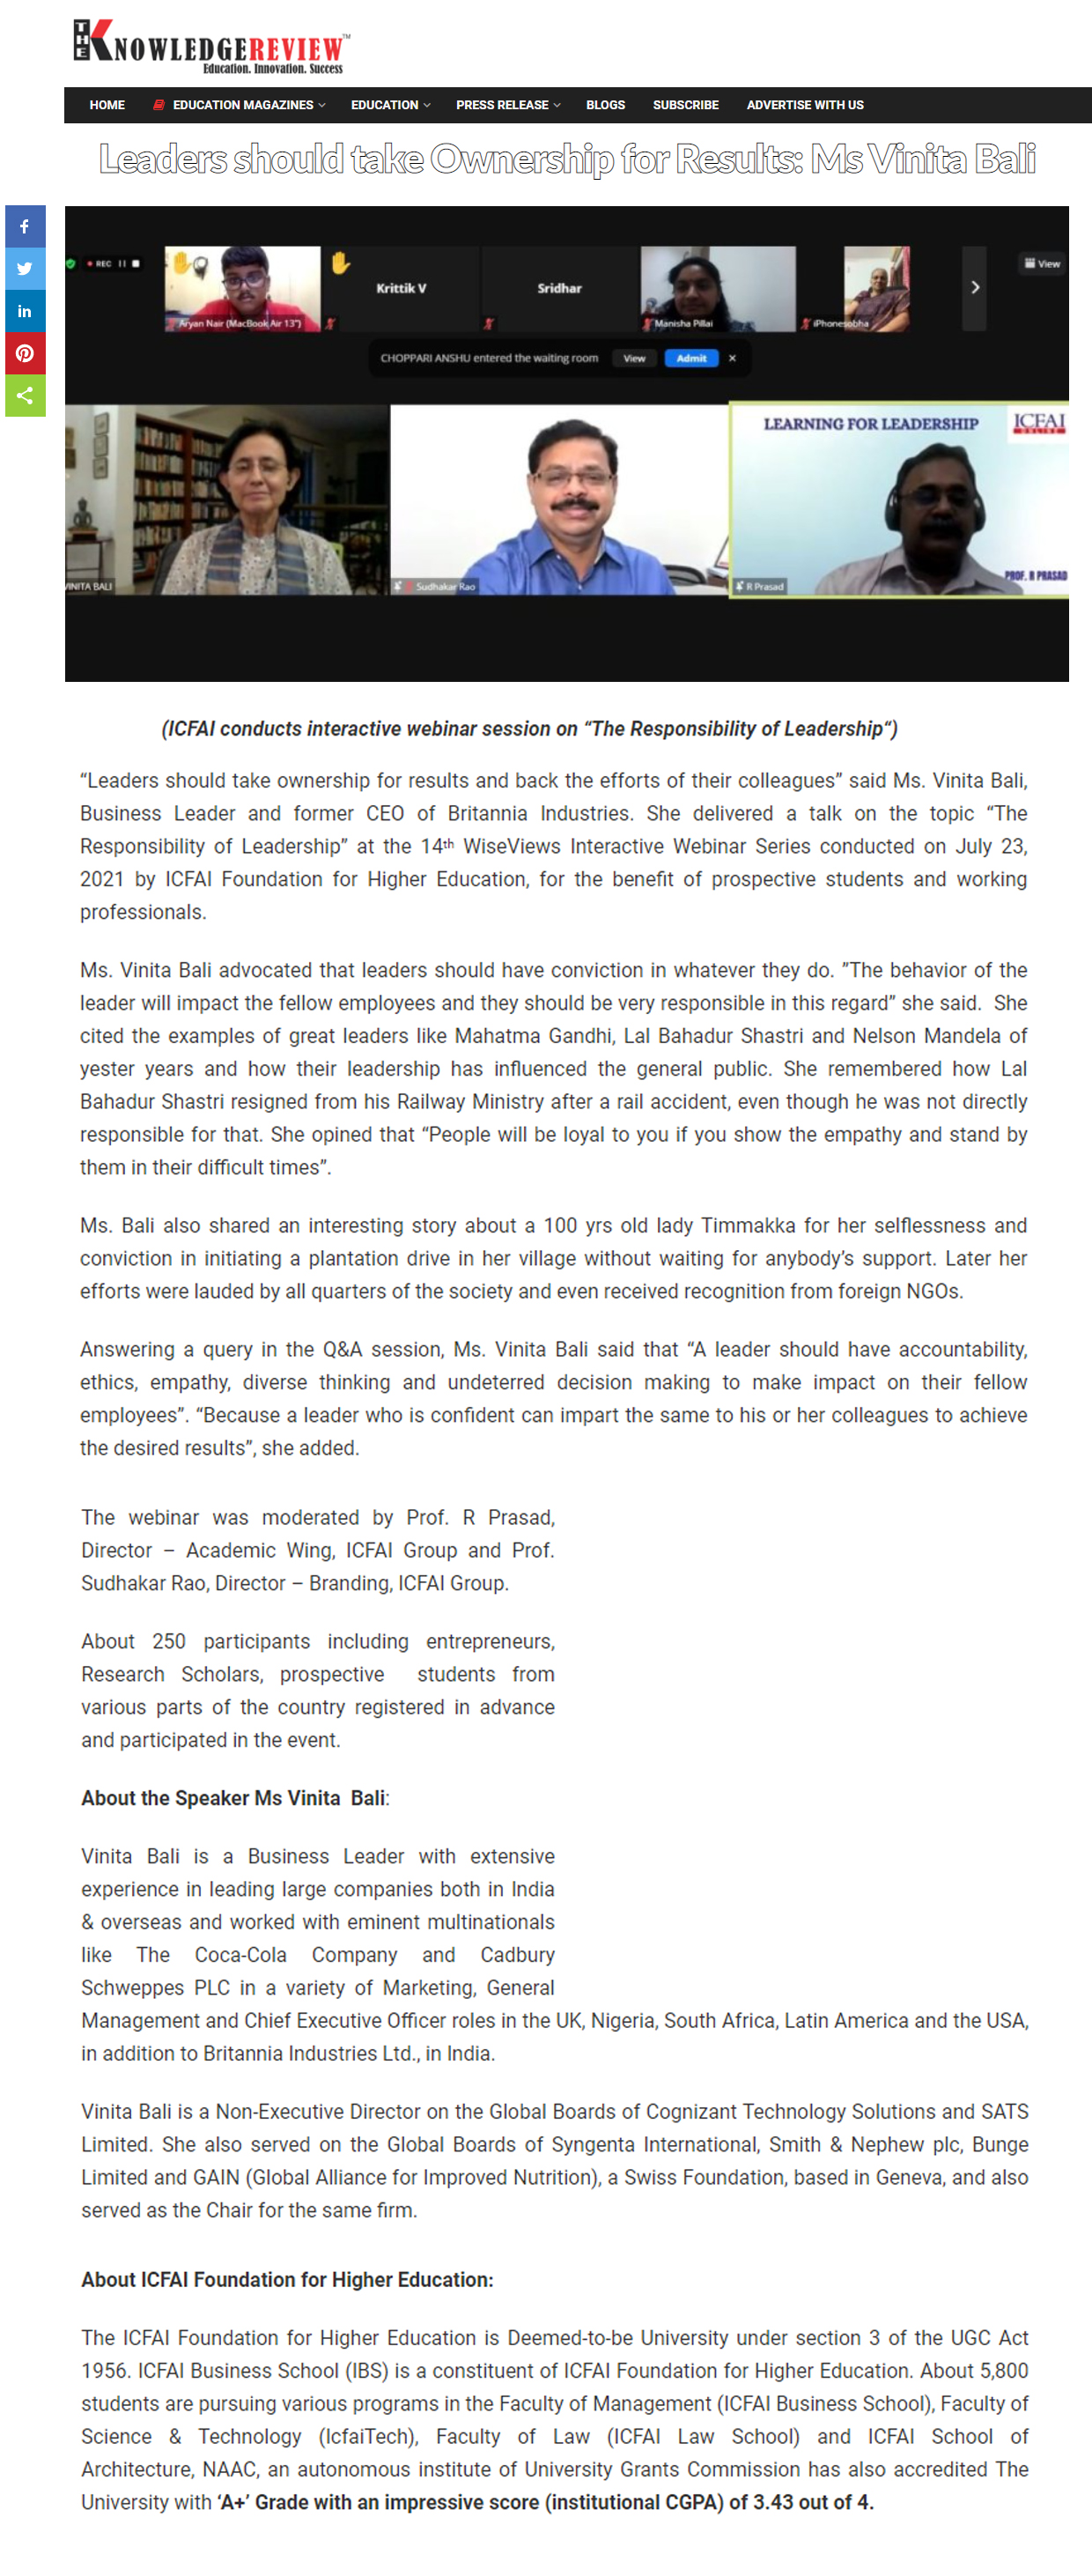 THE KNOWLEDGEREVIEW™
Education. Innovation. Success
HOME EDUCATION MAGAZINES EDUCATION PRESS RELEASE BLOGS SUBSCRIBE ADVERTISE WITH US
Leaders should take Ownership for Results: Ms Vinita Bali
REC
View
Krittik V
Sridhar
Aryan Nair (MacBook Air 13")
Manisha Pillai
iPhonesobha
CHOPPARI ANSHU entered the waiting room View Admit
LEARNING FOR LEADERSHIP
ICFAI
ONLINE
PROF. R PRASAD
VINITA BALI
Sudhakar Rao
R Prasad
(ICFAI conducts interactive webinar session on “The Responsibility of Leadership“)
“Leaders should take ownership for results and back the efforts of their colleagues” said Ms. Vinita Bali,
Business Leader and former CEO of Britannia Industries. She delivered a talk on the topic “The
Responsibility of Leadership” at the 14th WiseViews Interactive Webinar Series conducted on July 23,
2021 by ICFAI Foundation for Higher Education, for the benefit of prospective students and working
professionals.
Ms. Vinita Bali advocated that leaders should have conviction in whatever they do. ”The behavior of the
leader will impact the fellow employees and they should be very responsible in this regard” she said. She
cited the examples of great leaders like Mahatma Gandhi, Lal Bahadur Shastri and Nelson Mandela of
yester years and how their leadership has influenced the general public. She remembered how Lal
Bahadur Shastri resigned from his Railway Ministry after a rail accident, even though he was not directly
responsible for that. She opined that “People will be loyal to you if you show the empathy and stand by
them in their difficult times”.
Ms. Bali also shared an interesting story about a 100 yrs old lady Timmakka for her selflessness and
conviction in initiating a plantation drive in her village without waiting for anybody’s support. Later her
efforts were lauded by all quarters of the society and even received recognition from foreign NGOs.
Answering a query in the Q&A session, Ms. Vinita Bali said that “A leader should have accountability,
ethics, empathy, diverse thinking and undeterred decision making to make impact on their fellow
employees”. “Because a leader who is confident can impart the same to his or her colleagues to achieve
the desired results”, she added.
The webinar was moderated by Prof. R Prasad,
Director – Academic Wing, ICFAI Group and Prof.
Sudhakar Rao, Director – Branding, ICFAI Group.
About 250 participants including entrepreneurs,
Research Scholars, prospective students from
various parts of the country registered in advance
and participated in the event.
About the Speaker Ms Vinita Bali:
Vinita Bali is a Business Leader with extensive
experience in leading large companies both in India
& overseas and worked with eminent multinationals
like The Coca-Cola Company and Cadbury
Schweppes PLC in a variety of Marketing, General
Management and Chief Executive Officer roles in the UK, Nigeria, South Africa, Latin America and the USA,
in addition to Britannia Industries Ltd., in India.
Vinita Bali is a Non-Executive Director on the Global Boards of Cognizant Technology Solutions and SATS
Limited. She also served on the Global Boards of Syngenta International, Smith & Nephew plc, Bunge
Limited and GAIN (Global Alliance for Improved Nutrition), a Swiss Foundation, based in Geneva, and also
served as the Chair for the same firm.
About ICFAI Foundation for Higher Education:
The ICFAI Foundation for Higher Education is Deemed-to-be University under section 3 of the UGC Act
1956. ICFAI Business School (IBS) is a constituent of ICFAI Foundation for Higher Education. About 5,800
students are pursuing various programs in the Faculty of Management (ICFAI Business School), Faculty of
Science & Technology (IcfaiTech), Faculty of Law (ICFAI Law School) and ICFAI School of
Architecture, NAAC, an autonomous institute of University Grants Commission has also accredited The
University with ‘A+’ Grade with an impressive score (institutional CGPA) of 3.43 out of 4.